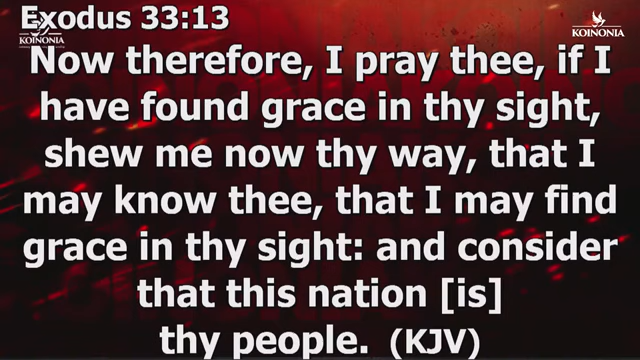 Exodus 33:13
KOINONIA
KOINONIA
Now therefore, I pray thee, if I
have found grace in thy sight,
shew me now thy way, that I
may know thee, that I may find
grace in thy sight: and consider
that this nation [is]
thy people. (KJV)